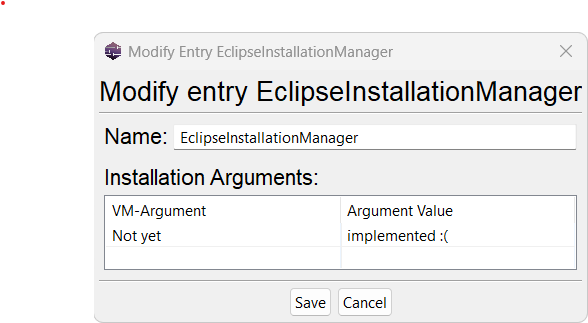 Modify Entry EclipseInstallationManager
Modify entry EclipseInstallationManager
Name: EclipseInstallationManager
Installation Arguments:
VM-Argument Argument Value
Not yet implemented :(
Save Cancel